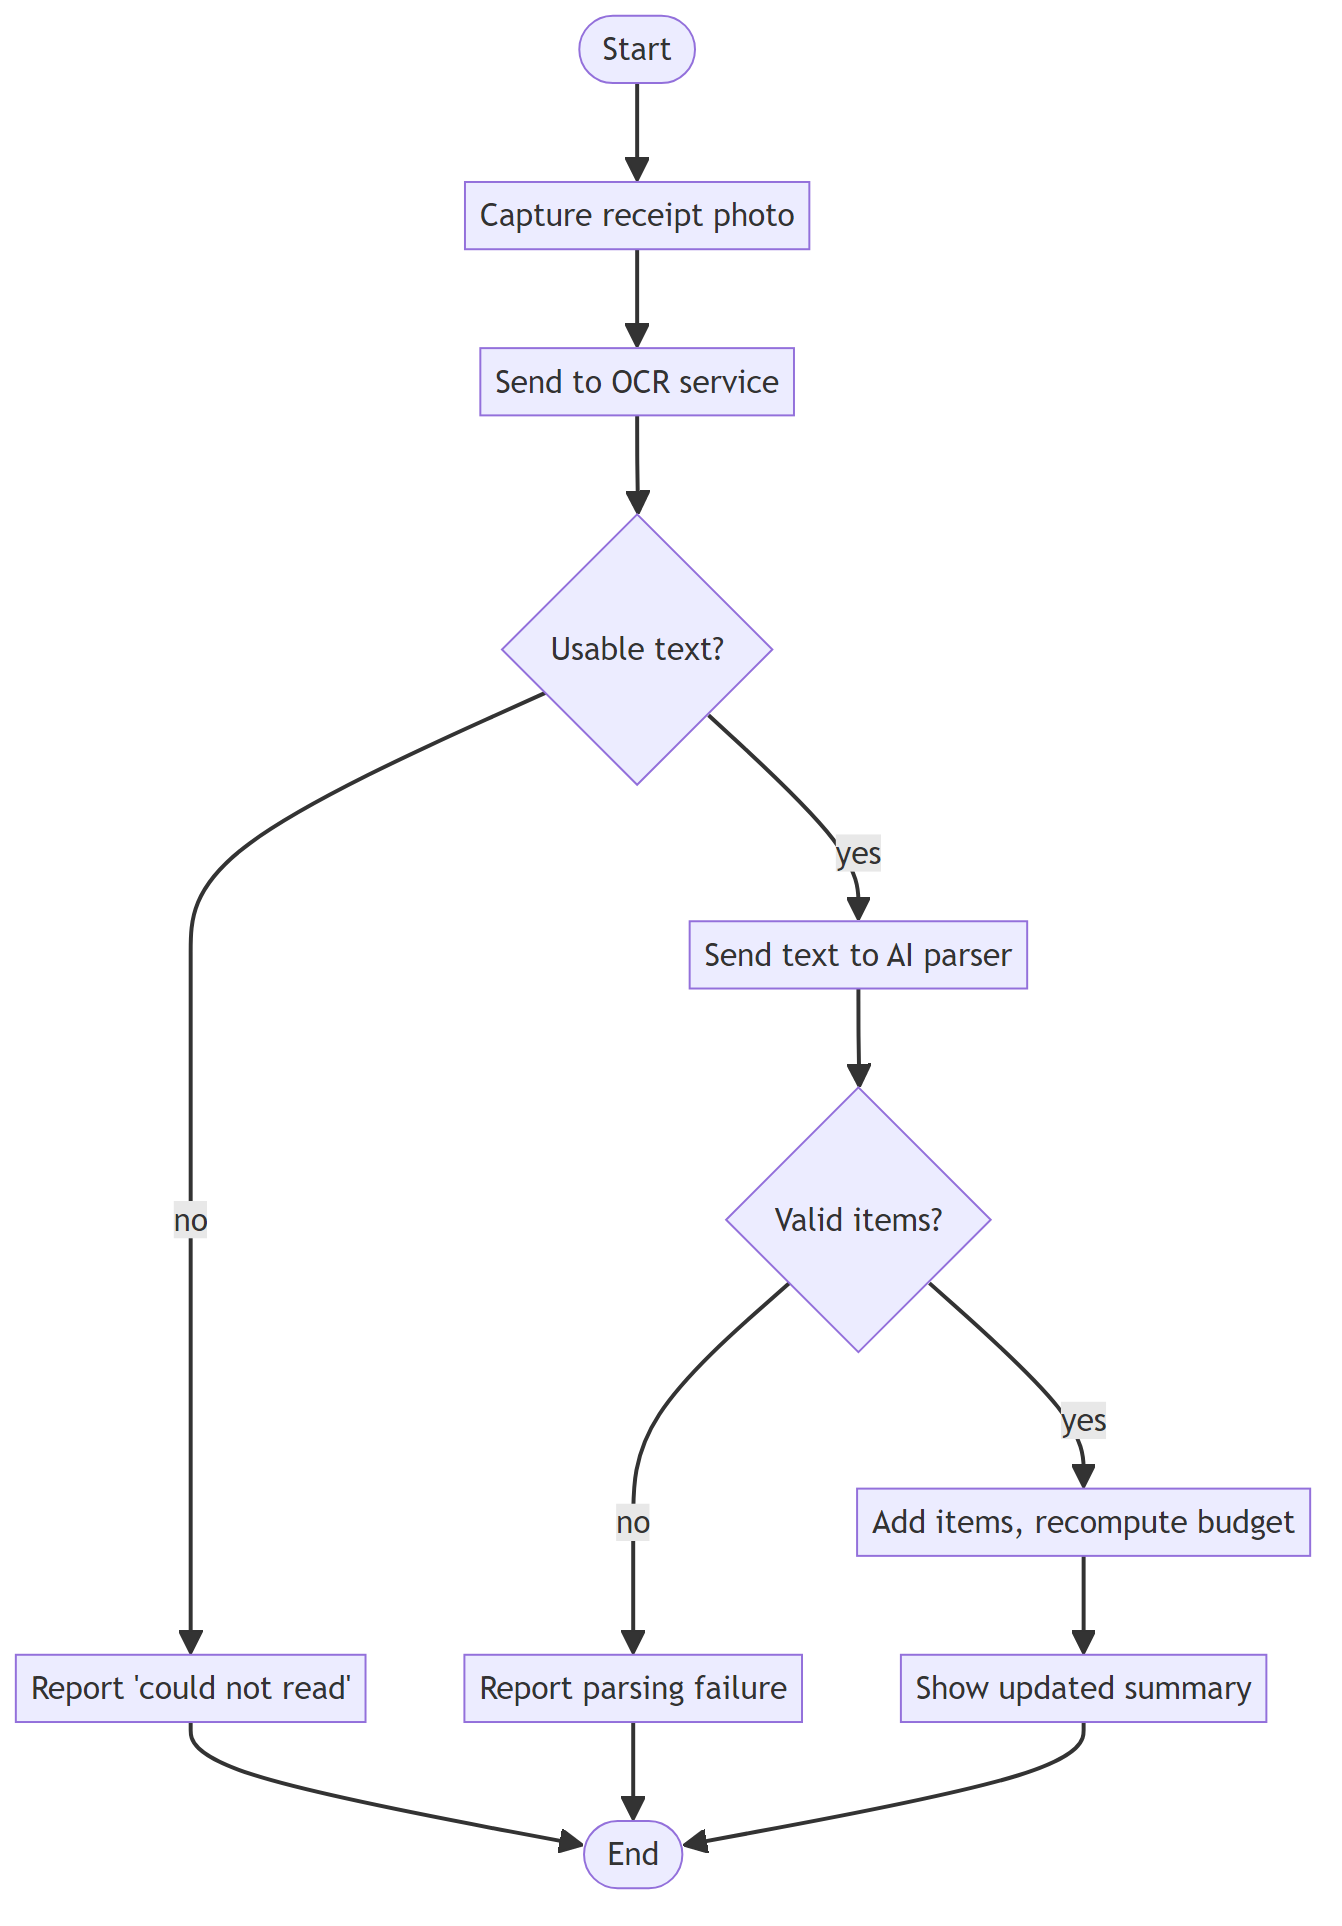 Start
Capture receipt photo
Send to OCR service
Usable text?
yes
Send text to AI parser
no
Valid items?
yes
no
Add items, recompute budget
Report 'could not read'
Report parsing failure
Show updated summary
End